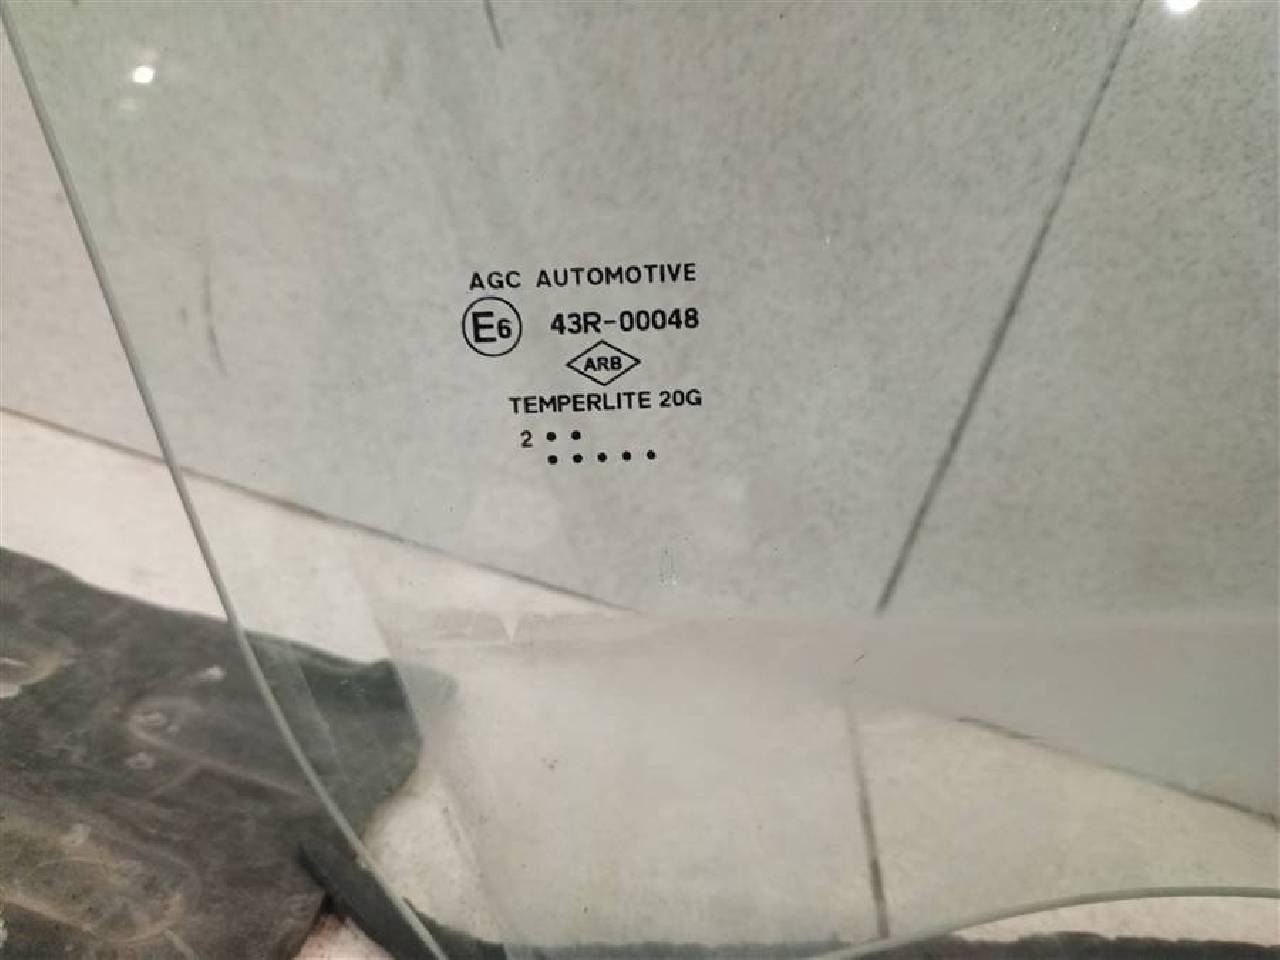 AGC AUTOMOTIVE
E6 43R-00048
ARB
TEMPERLITE 20G
2 • •
• • • • •